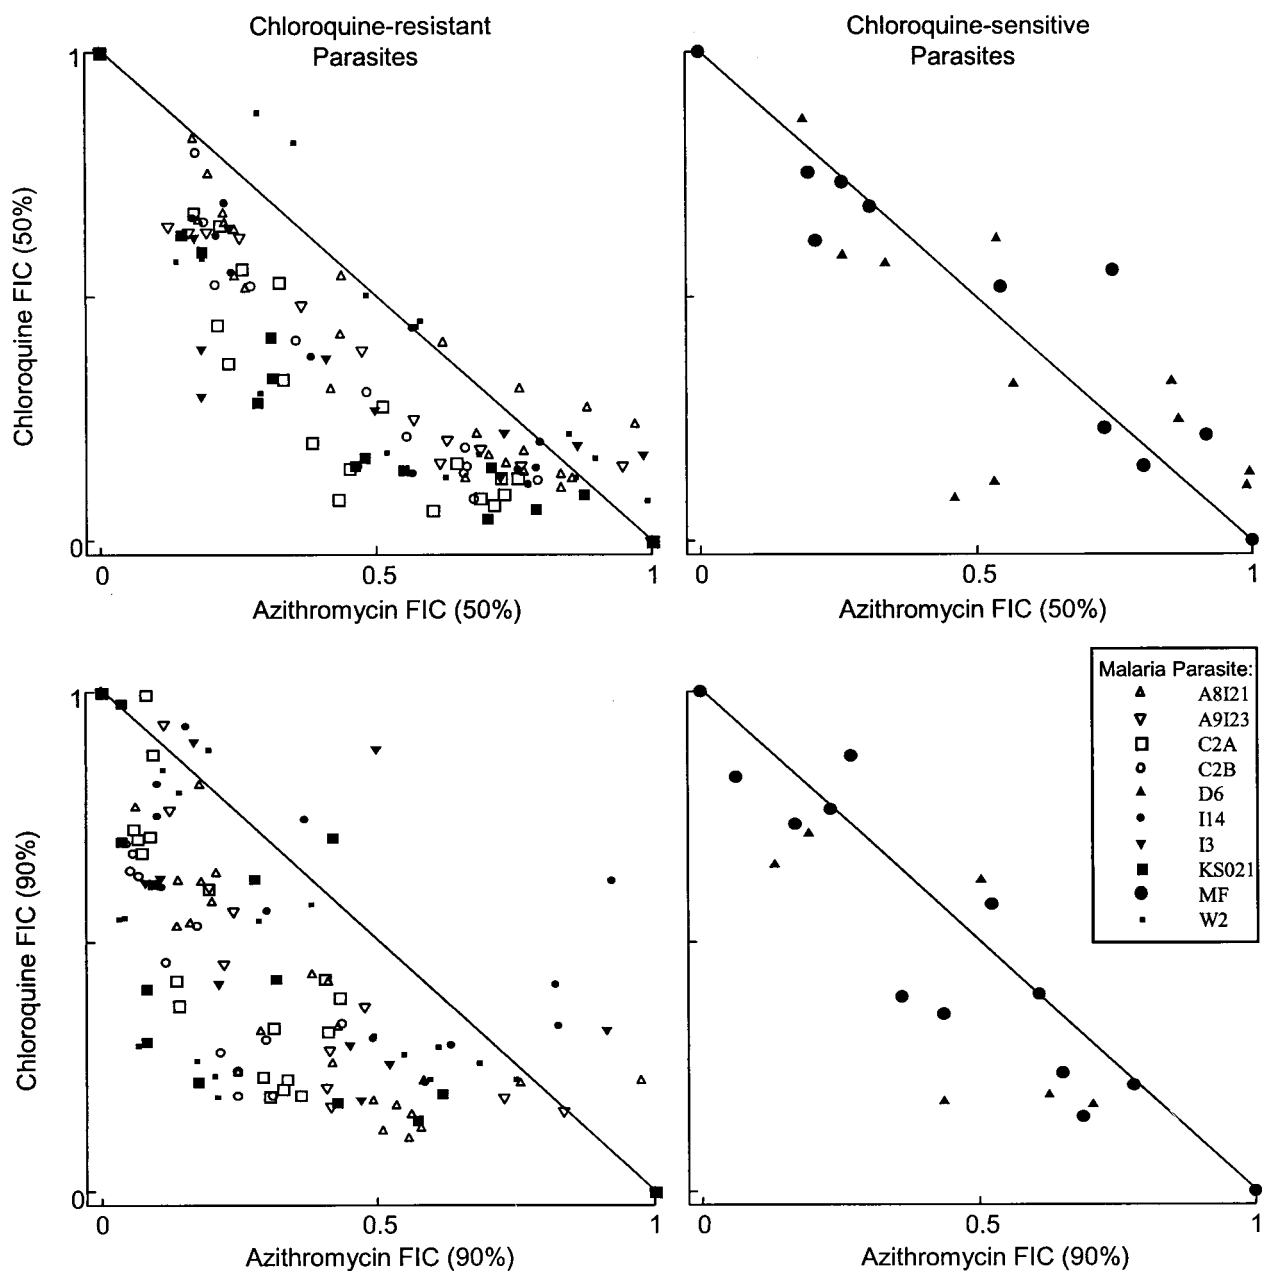 Chloroquine-resistant
Parasites
Chloroquine-sensitive
Parasites
Chloroquine FIC (50%)
1
0
0
0.5
1
Azithromycin FIC (50%)
0
0.5
1
Azithromycin FIC (50%)
Chloroquine FIC (90%)
1
0
0
0.5
1
Azithromycin FIC (90%)
0
0.5
1
Azithromycin FIC (90%)
Malaria Parasite:
A8I21
A9I23
C2A
C2B
D6
I14
I3
KS021
MF
W2